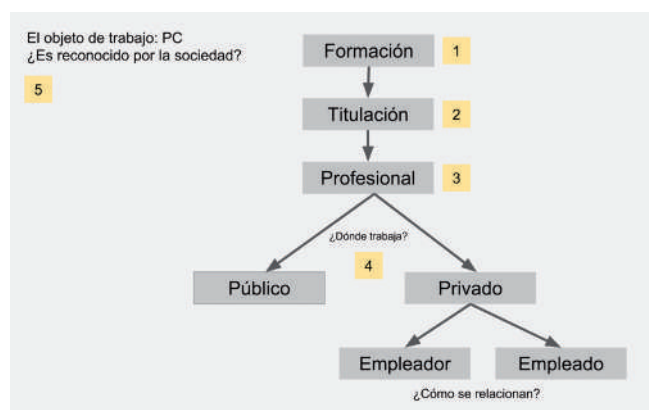 El objeto de trabajo: PC
¿Es reconocido por la sociedad?
5
Formación
1
Titulación
2
Profesional
3
¿Dónde trabaja?
4
Público
Privado
Empleador
Empleado
¿Cómo se relacionan?